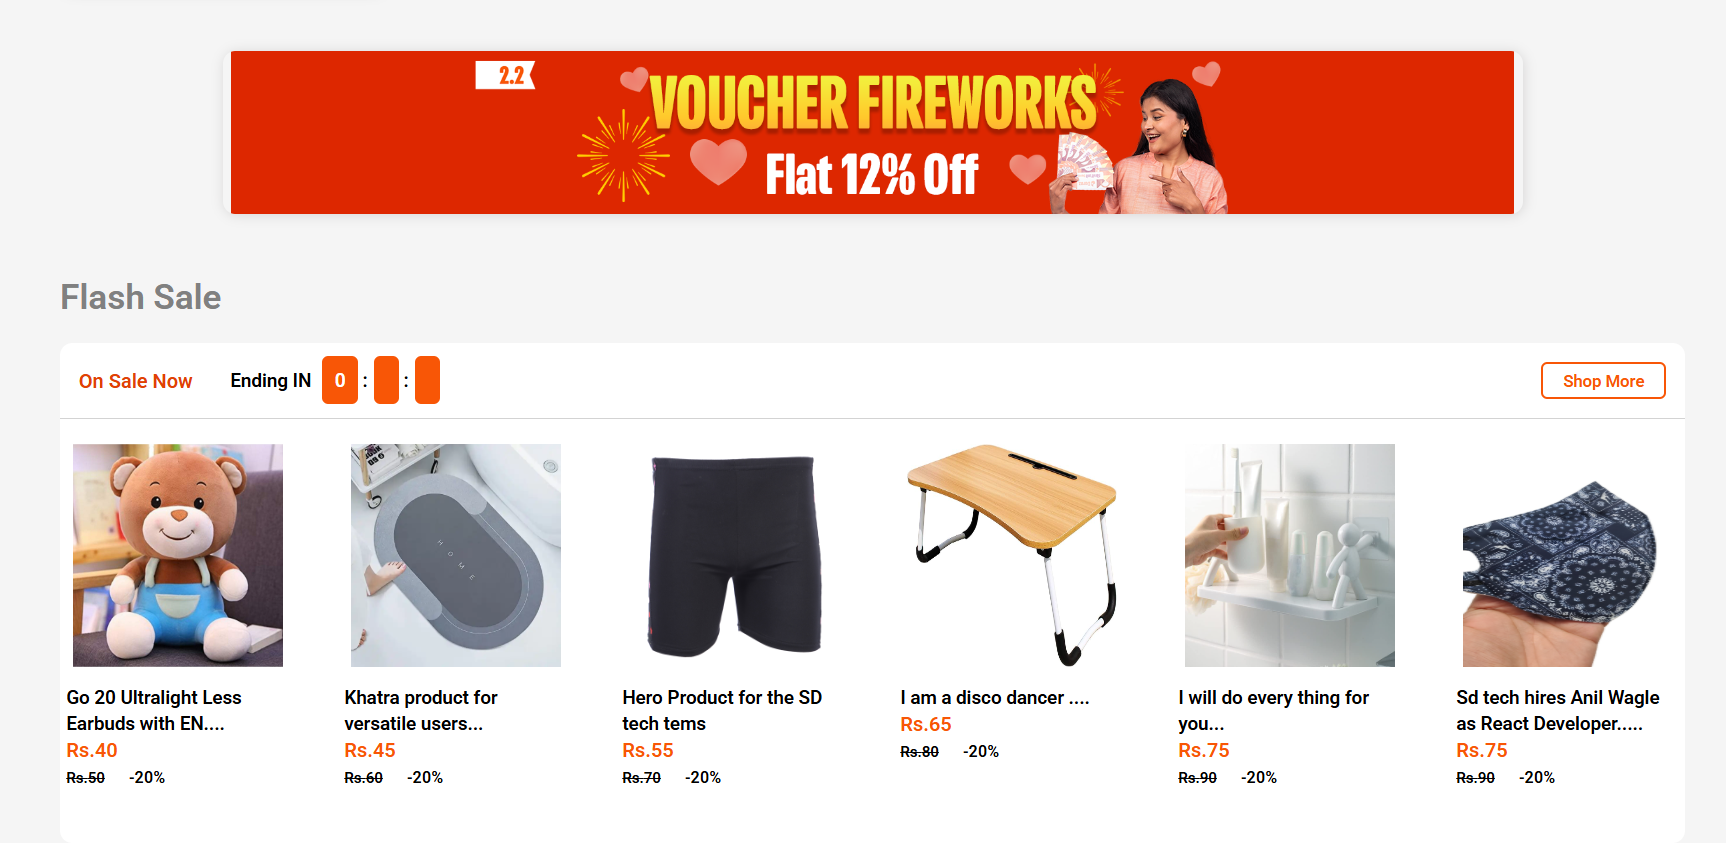 2.2
VOUCHER FIREWORKS
Flat 12% Off
Flash Sale
On Sale Now
Ending IN 0 : :
Shop More
HOME
Go 20 Ultralight Less
Earbuds with EN....
Rs.40
Rs.50 -20%
Khatra product for
versatile users...
Rs.45
Rs.60 -20%
Hero Product for the SD
tech tems
Rs.55
Rs.70 -20%
I am a disco dancer ....
Rs.65
Rs.80 -20%
I will do every thing for
you...
Rs.75
Rs.90 -20%
Sd tech hires Anil Wagle
as React Developer.....
Rs.75
Rs.90 -20%